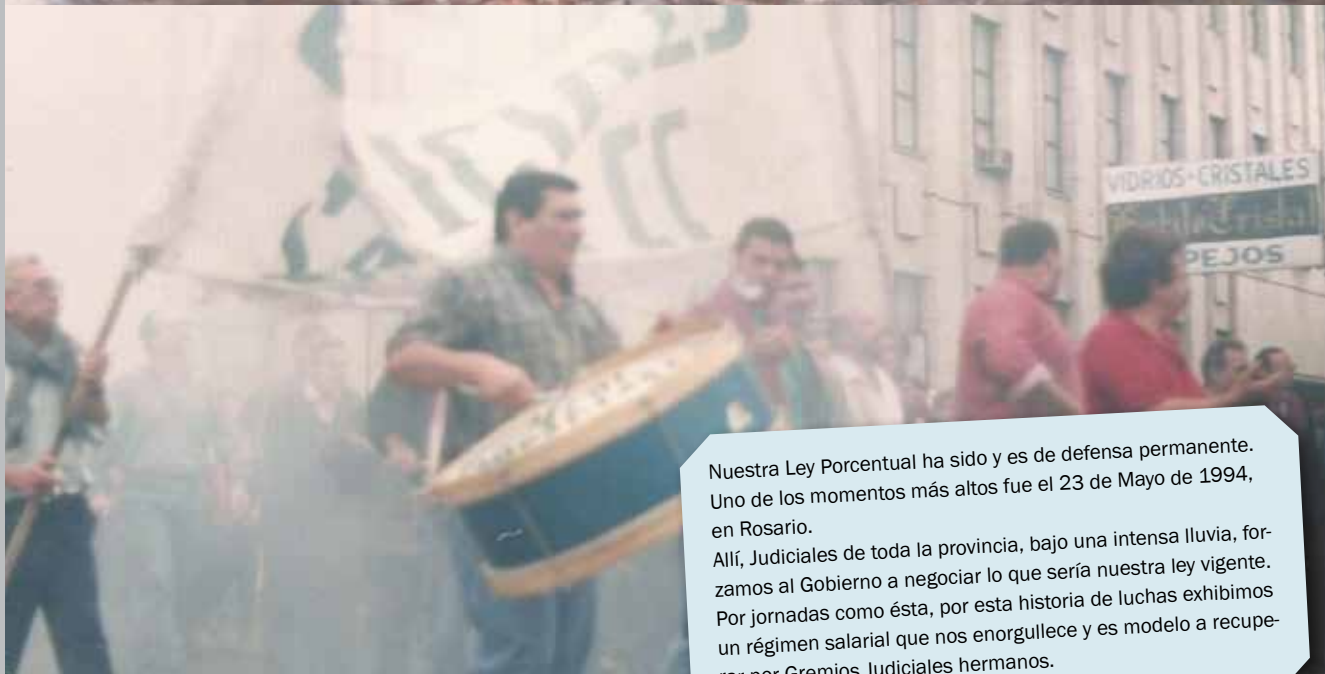 VIDRIOS-CRISTALES
PEJOS
Nuestra Ley Porcentual ha sido y es de defensa permanente.
Uno de los momentos más altos fue el 23 de Mayo de 1994,
en Rosario.
Allí, Judiciales de toda la provincia, bajo una intensa lluvia, for-
zamos al Gobierno a negociar lo que sería nuestra ley vigente.
Por jornadas como ésta, por esta historia de luchas exhibimos
un régimen salarial que nos enorgullece y es modelo a recupe-
rar por Gremios Judiciales hermanos.